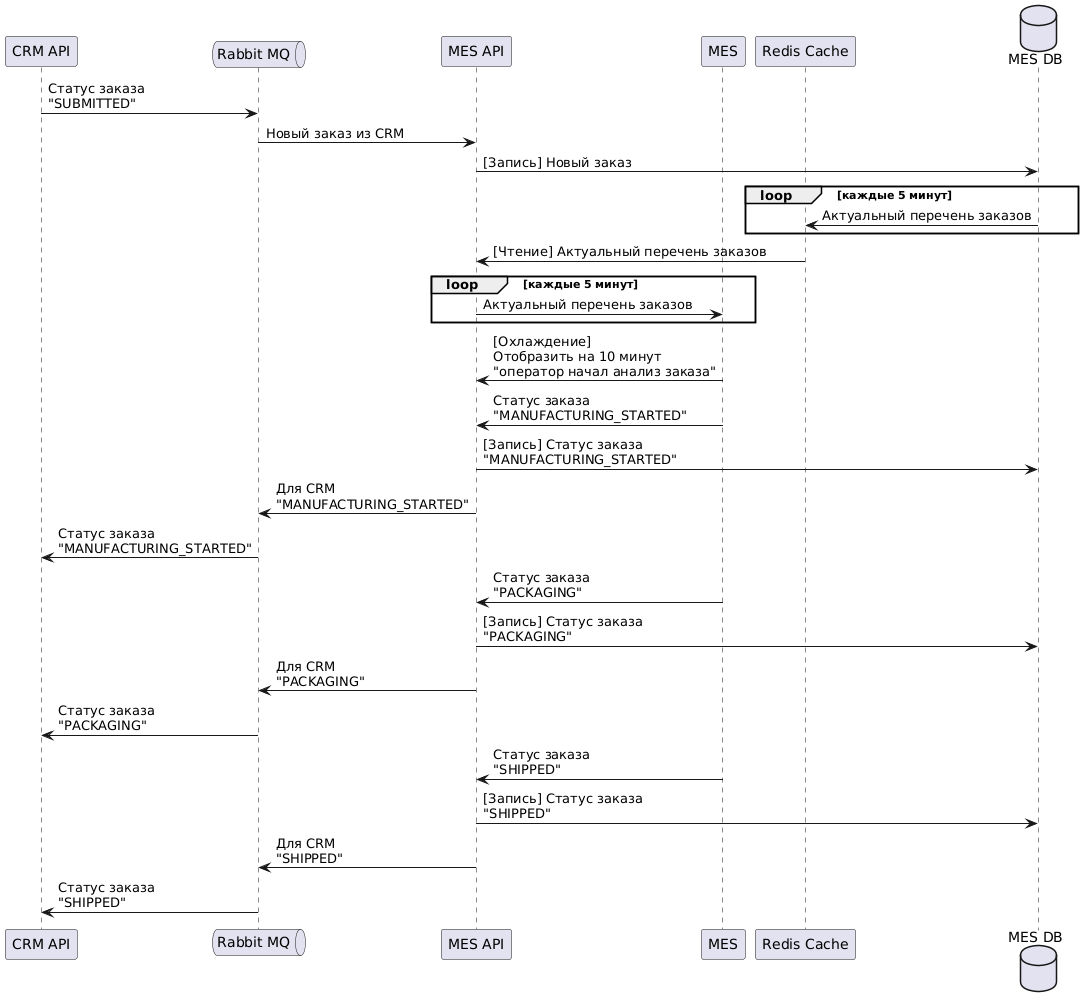 CRM API
Rabbit MQ
MES API
MES
Redis Cache
MES DB
Статус заказа
"SUBMITTED"
Новый заказ из CRM
[Запись] Новый заказ
loop
[каждые 5 минут]
Актуальный перечень заказов
[Чтение] Актуальный перечень заказов
loop
[каждые 5 минут]
Актуальный перечень заказов
[Охлаждение]
Отобразить на 10 минут
"оператор начал анализ заказа"
Статус заказа
"MANUFACTURING_STARTED"
[Запись] Статус заказа
"MANUFACTURING_STARTED"
Для CRM
"MANUFACTURING_STARTED"
Статус заказа
"MANUFACTURING_STARTED"
Статус заказа
"PACKAGING"
[Запись] Статус заказа
"PACKAGING"
Для CRM
"PACKAGING"
Статус заказа
"PACKAGING"
Статус заказа
"SHIPPED"
[Запись] Статус заказа
"SHIPPED"
Для CRM
"SHIPPED"
Статус заказа
"SHIPPED"
CRM API
Rabbit MQ
MES API
MES
Redis Cache
MES DB